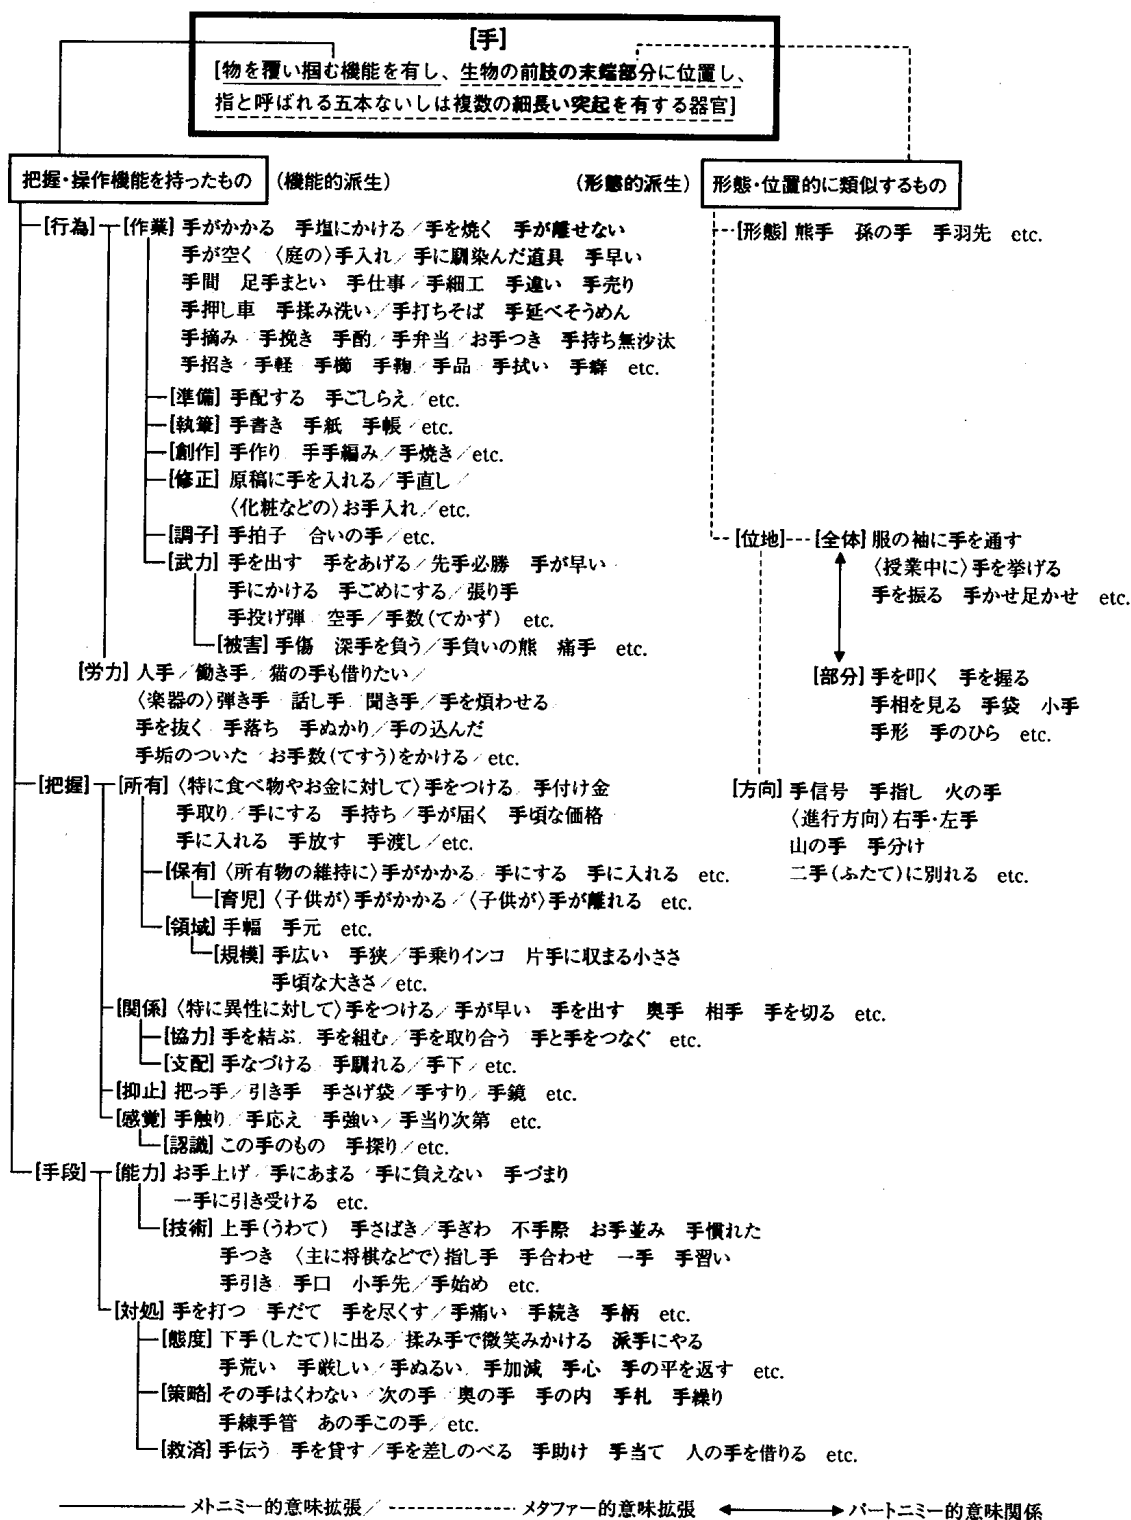 [手]
[物を覆い掴む機能を有し、生物の前肢の末端部分に位置し、
指と呼ばれる五本ないしは複数の細長い突起を有する器官]
把握・操作機能を持ったもの (機能的派生)
(形態的派生) 形態・位置的に類似するもの
[行為] [作業] 手がかかる 手塩にかける/手を焼く 手が離せない
手が空く 〈庭の〉手入れ/手に馴染んだ道具 手早い
手間 足手まとい 手仕事/手細工 手違い 手売り
手押し車 手揉み洗い/手打ちそば 手延べそうめん
手摘み/手挽き 手酌/手弁当/お手つき 手持ち無沙汰
手招き/手軽 手櫛 手鞠/手品 手拭い 手癖 etc.
[準備] 手配する 手ごしらえ/etc.
[執筆] 手書き 手紙 手帳/etc.
[創作] 手作り 手手編み/手焼き/etc.
[修正] 原稿に手を入れる/手直し/
〈化粧などの〉お手入れ/etc.
[調子] 手拍子 合いの手/etc.
[武力] 手を出す 手をあげる/先手必勝 手が早い
手にかける 手ごめにする/張り手
手投げ弾 空手/手数(てかず) etc.
[被害] 手傷 深手を負う/手負いの熊 痛手 etc.
[労力] 人手/働き手/猫の手も借りたい/
〈楽器の〉弾き手 話し手 聞き手/手を煩わせる
手を抜く 手落ち 手ぬかり/手の込んだ
手垢のついた お手数(てすう)をかける/etc.
[把握] [所有] 〈特に食べ物やお金に対して〉手をつける 手付け金
手取り/手にする 手持ち/手が届く 手頃な価格
手に入れる 手放す 手渡し/etc.
[保有] 〈所有物の維持に〉手がかかる 手にする 手に入れる etc.
[育児] 〈子供が〉手がかかる/〈子供が〉手が離れる etc.
[領域] 手幅 手元 etc.
[規模] 手広い 手狭/手乗りインコ 片手に収まる小ささ
手頃な大きさ/etc.
[関係] 〈特に異性に対して〉手をつける/手が早い 手を出す 奥手 相手 手を切る etc.
[協力] 手を結ぶ 手を組む/手を取り合う 手と手をつなぐ etc.
[支配] 手なづける 手馴れる/手下/etc.
[抑止] 把っ手/引き手 手さげ袋/手すり/手鏡 etc.
[感覚] 手触り/手応え 手強い/手当り次第 etc.
[認識] この手のもの 手探り/etc.
[手段] [能力] お手上げ/手にあまる/手に負えない 手づまり
一手に引き受ける etc.
[技術] 上手(うわて) 手さばき/手ぎわ 不手際 お手並み 手慣れた
手つき 〈主に将棋などで〉指し手 手合わせ 一手 手習い
手引き 手口 小手先/手始め etc.
[対処] 手を打つ 手だて 手を尽くす/手痛い 手続き 手柄 etc.
[態度] 下手(したて)に出る/揉み手で微笑みかける 派手にやる
手荒い 手厳しい/手ぬるい 手加減 手心 手の平を返す etc.
[策略] その手はくわない/次の手/奥の手 手の内 手札 手繰り
手練手管 あの手この手/etc.
[救済] 手伝う 手を貸す/手を差しのべる 手助け 手当て 人の手を借りる etc.
[形態] 熊手 孫の手 手羽先 etc.
[位地] [全体] 服の袖に手を通す
〈授業中に〉手を挙げる
手を振る 手かせ足かせ etc.
[部分] 手を叩く 手を握る
手相を見る 手袋 小手
手形 手のひら etc.
[方向] 手信号 手指し 火の手
〈進行方向〉右手・左手
山の手 手分け
二手(ふたて)に別れる etc.
メトニミー的意味拡張/ メタファー的意味拡張 パートニミー的意味関係